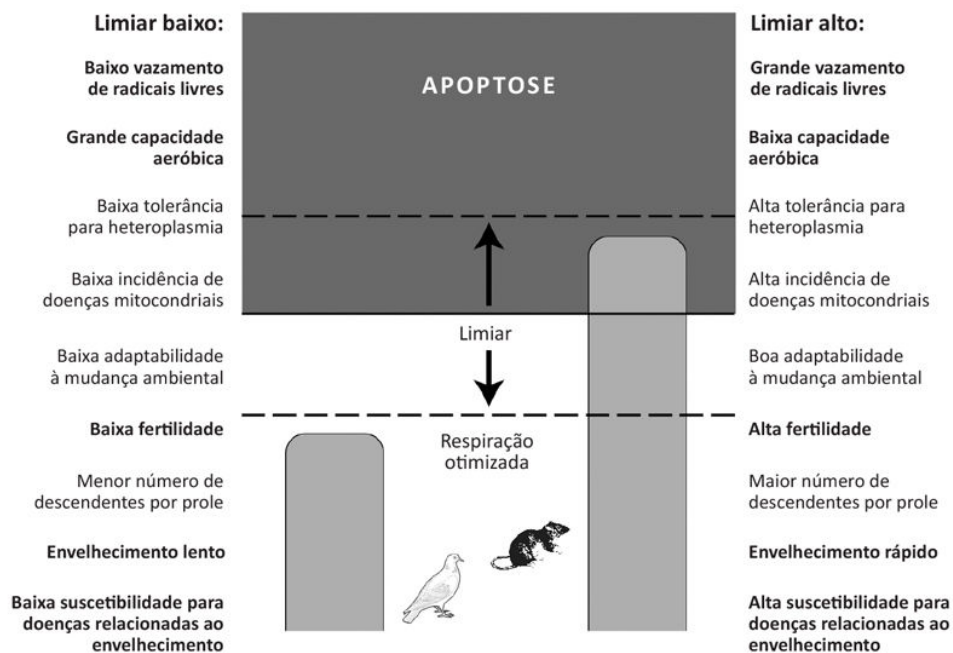 Limiar baixo:
Baixo vazamento
de radicais livres
Grande capacidade
aeróbica
Baixa tolerância
para heteroplasmia
Baixa incidência de
doenças mitocondriais
Baixa adaptabilidade
à mudança ambiental
Baixa fertilidade
Menor número de
descendentes por prole
Envelhecimento lento
Baixa suscetibilidade para
doenças relacionadas ao
envelhecimento
APOPTOSE
Limiar
Respiração
otimizada
Limiar alto:
Grande vazamento
de radicais livres
Baixa capacidade
aeróbica
Alta tolerância para
heteroplasmia
Alta incidência de
doenças mitocondriais
Boa adaptabilidade
à mudança ambiental
Alta fertilidade
Maior número de
descendentes por prole
Envelhecimento rápido
Alta suscetibilidade para
doenças relacionadas ao
envelhecimento